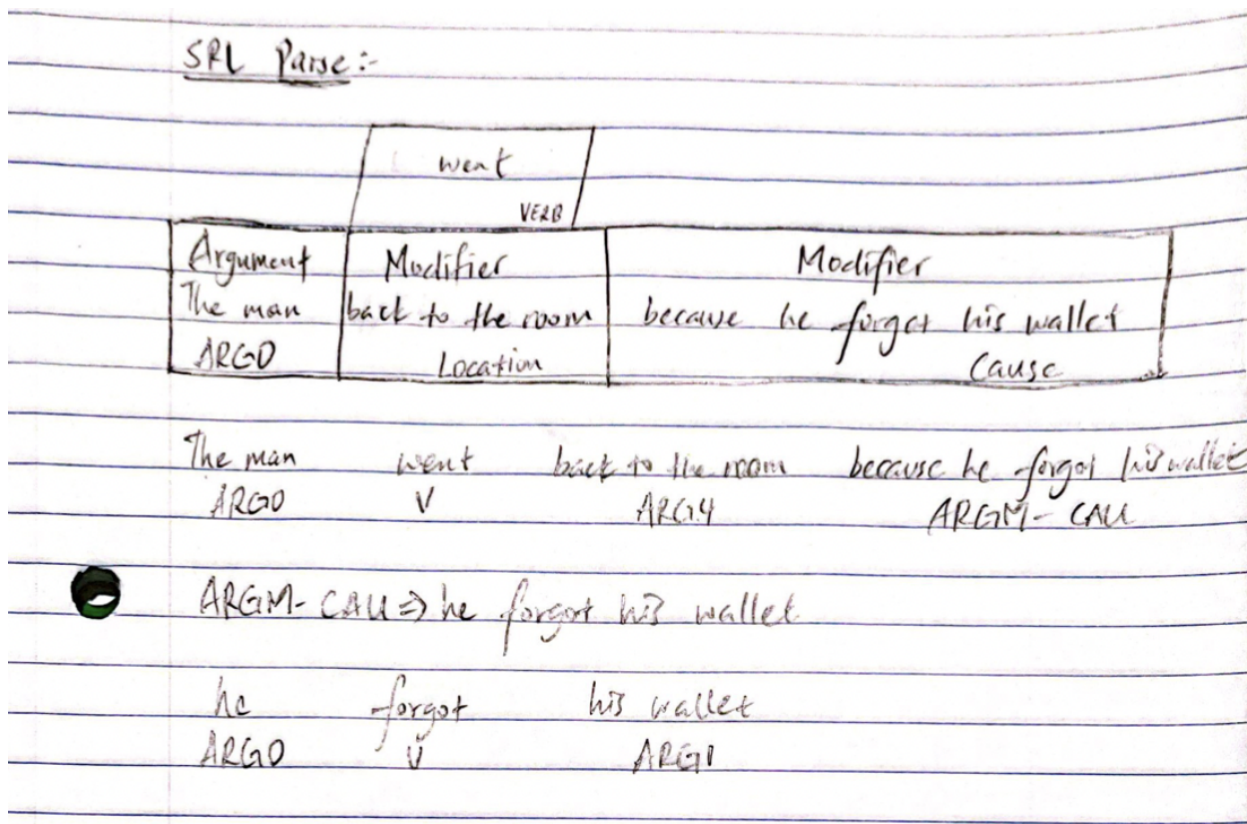 SRL Parse:-
went
VERB
Argument Modifier Modifier
The man back to the room because he forgot his wallet
ARG0 Location Cause
The man went back to the room because he forgot his wallet
ARG0 V ARG4 ARGM-CAU
ARGM-CAU => he forgot his wallet
he forgot his wallet
ARG0 V ARG1